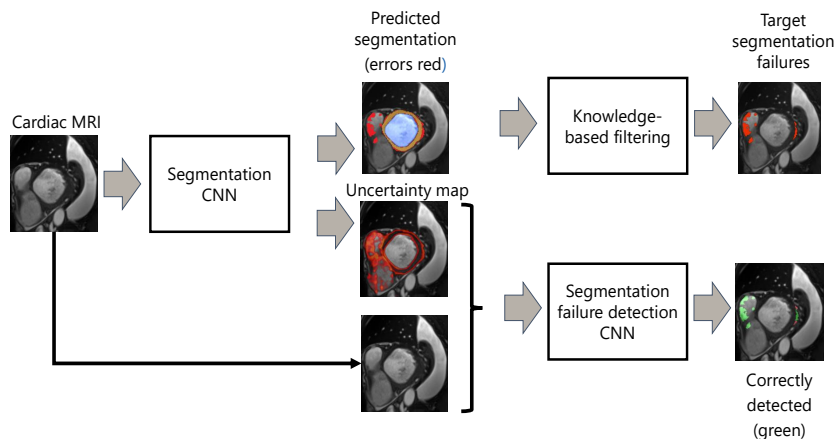 Predicted
segmentation
(errors red)
Target
segmentation
failures
Cardiac MRI
Segmentation
CNN
Knowledge-
based filtering
Uncertainty map
Segmentation
failure detection
CNN
Correctly
detected
(green)